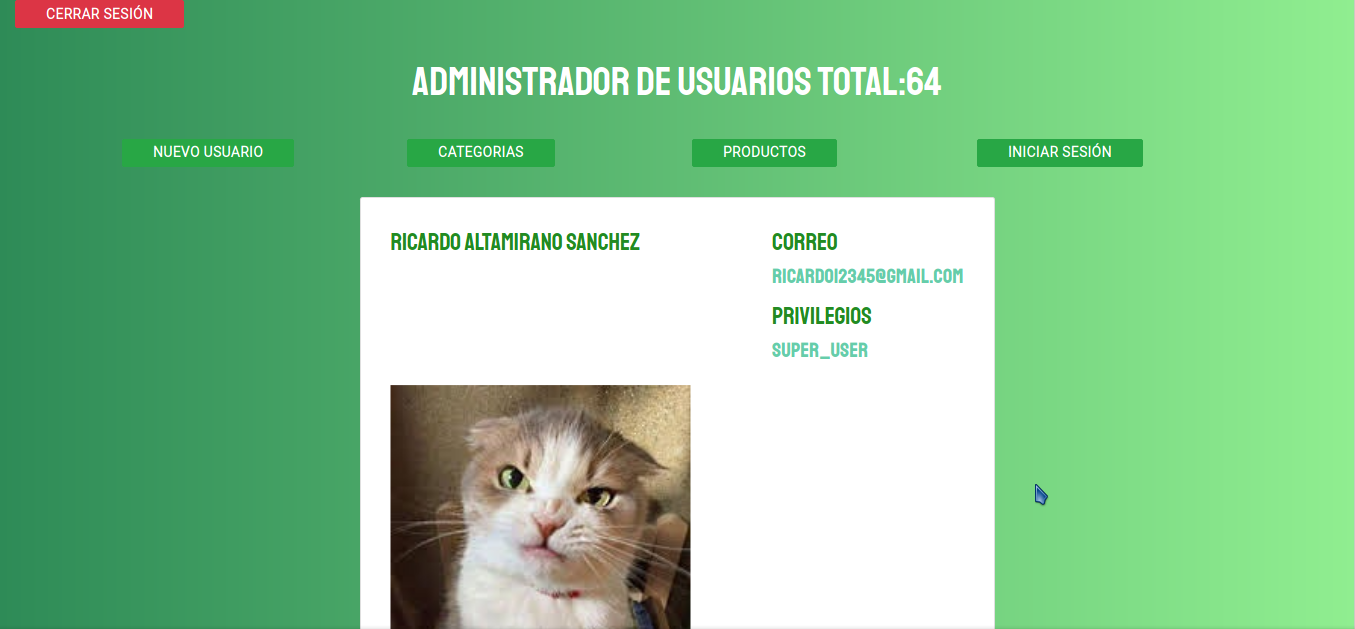 CERRAR SESIÓN
ADMINISTRADOR DE USUARIOS TOTAL:64
NUEVO USUARIO
CATEGORIAS
PRODUCTOS
INICIAR SESIÓN
RICARDO ALTAMIRANO SANCHEZ
CORREO
RICARDO12345@GMAIL.COM
PRIVILEGIOS
SUPER_USER